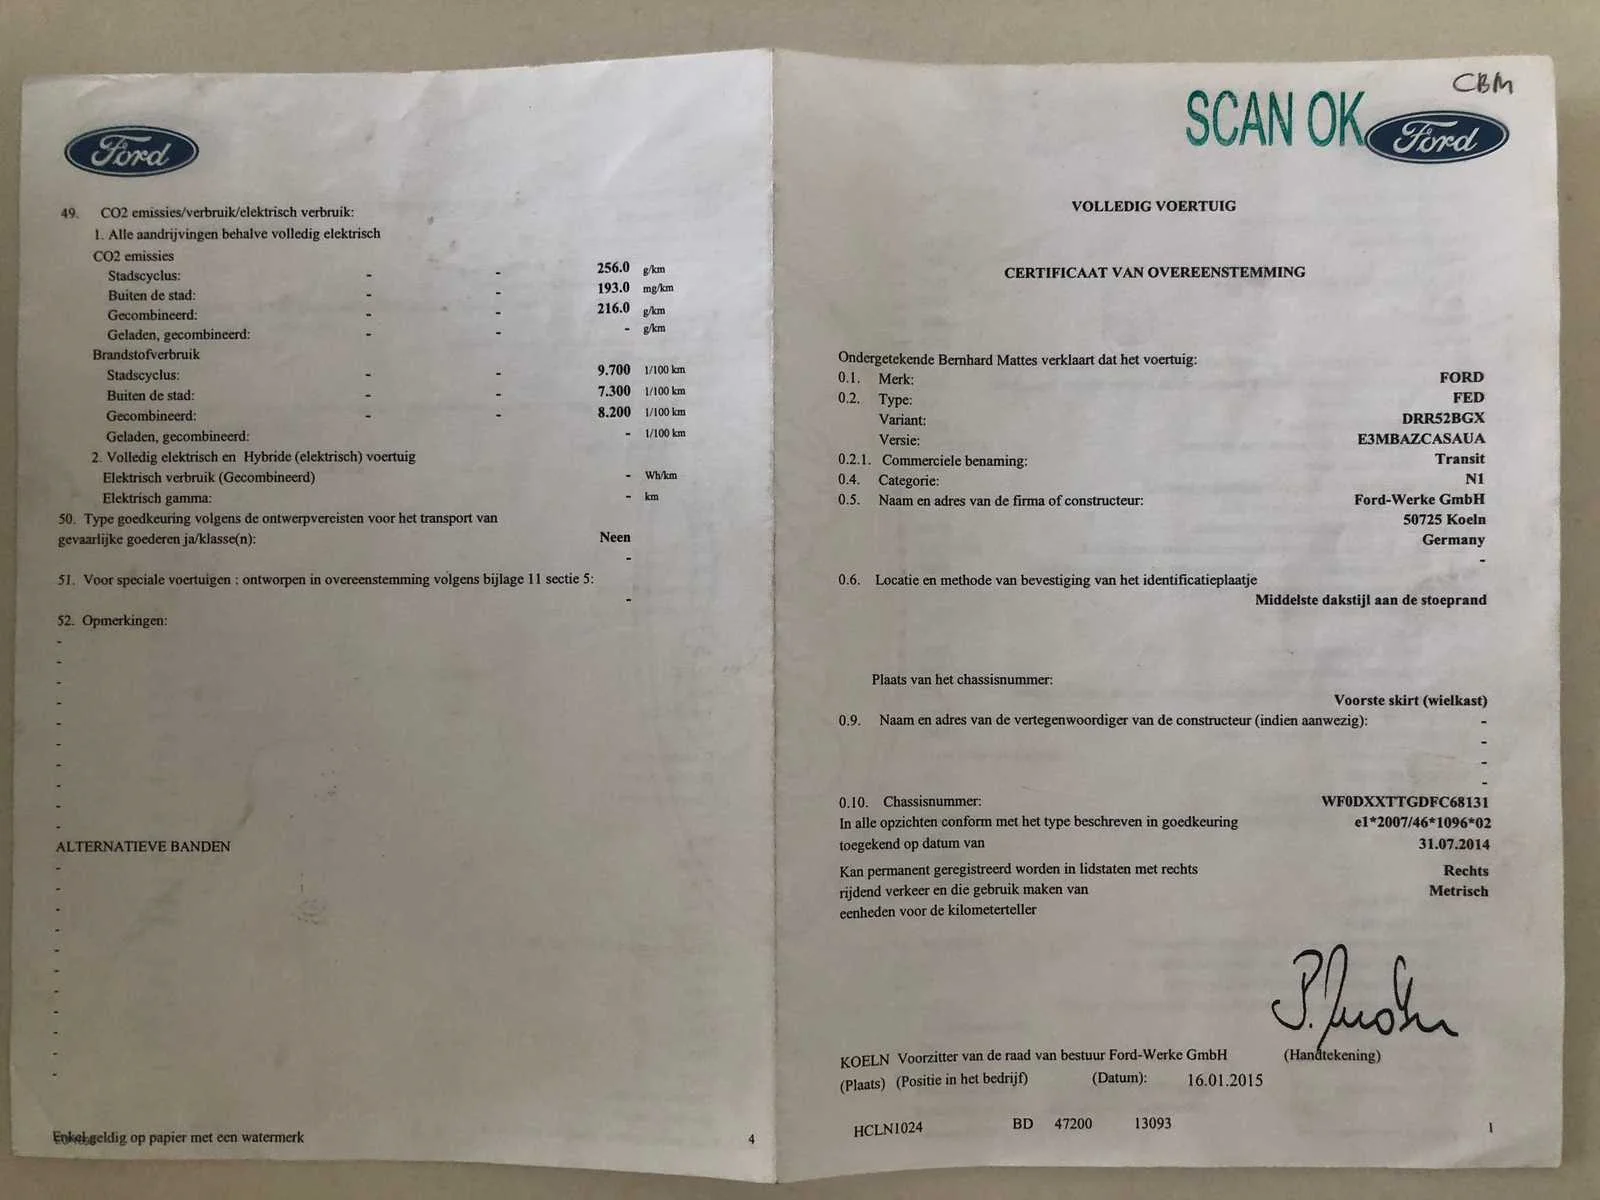 Ford
49. CO2 emissies/verbruik/elektrisch verbruik:
1. Alle aandrijvingen behalve volledig elektrisch
CO2 emissies
Stadscyclus: - - 256.0 g/km
Buiten de stad: - - 193.0 mg/km
Gecombineerd: - - 216.0 g/km
Geladen, gecombineerd: - - - g/km
Brandstofverbruik
Stadscyclus: - - 9.700 1/100 km
Buiten de stad: - - 7.300 1/100 km
Gecombineerd: - - 8.200 1/100 km
Geladen, gecombineerd: - 1/100 km
2. Volledig elektrisch en Hybride (elektrisch) voertuig
Elektrisch verbruik (Gecombineerd) - Wh/km
Elektrisch gamma: - km
50. Type goedkeuring volgens de ontwerpvereisten voor het transport van
gevaarlijke goederen ja/klasse(n): Neen
-
51. Voor speciale voertuigen : ontworpen in overeenstemming volgens bijlage 11 sectie 5:
-
52. Opmerkingen:
-
-
-
-
-
-
-
-
-
-
ALTERNATIEVE BANDEN
-
-
-
-
-
-
-
-
-
-
-
Enkel geldig op papier met een watermerk
4
CBM
SCAN OK
Ford
VOLLEDIG VOERTUIG
CERTIFICAAT VAN OVEREENSTEMMING
Ondergetekende Bernhard Mattes verklaart dat het voertuig:
0.1. Merk: FORD
0.2. Type: FED
Variant: DRR52BGX
Versie: E3MBAZCASAUA
0.2.1. Commerciele benaming: Transit
0.4. Categorie: N1
0.5. Naam en adres van de firma of constructeur: Ford-Werke GmbH
50725 Koeln
Germany
-
0.6. Locatie en methode van bevestiging van het identificatieplaatje
Middelste dakstijl aan de stoeprand
Plaats van het chassisnummer:
Voorste skirt (wielkast)
0.9. Naam en adres van de vertegenwoordiger van de constructeur (indien aanwezig): -
-
-
-
0.10. Chassisnummer: WF0DXXTTGDFC68131
In alle opzichten conform met het type beschreven in goedkeuring e1*2007/46*1096*02
toegekend op datum van 31.07.2014
Kan permanent geregistreerd worden in lidstaten met rechts Rechts
rijdend verkeer en die gebruik maken van Metrisch
eenheden voor de kilometerteller
KOELN Voorzitter van de raad van bestuur Ford-Werke GmbH (Handtekening)
(Plaats) (Positie in het bedrijf) (Datum): 16.01.2015
HCLN1024 BD 47200 13093
1